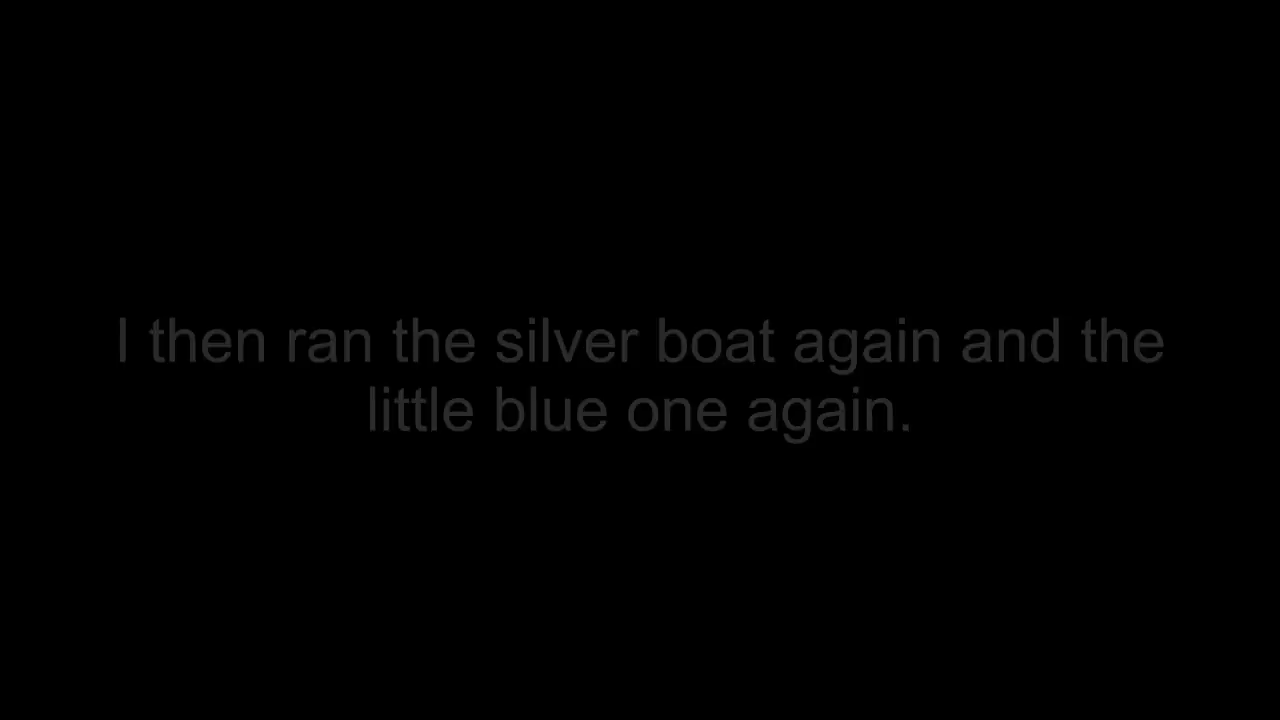 I then ran the silver boat again and the
little blue one again.